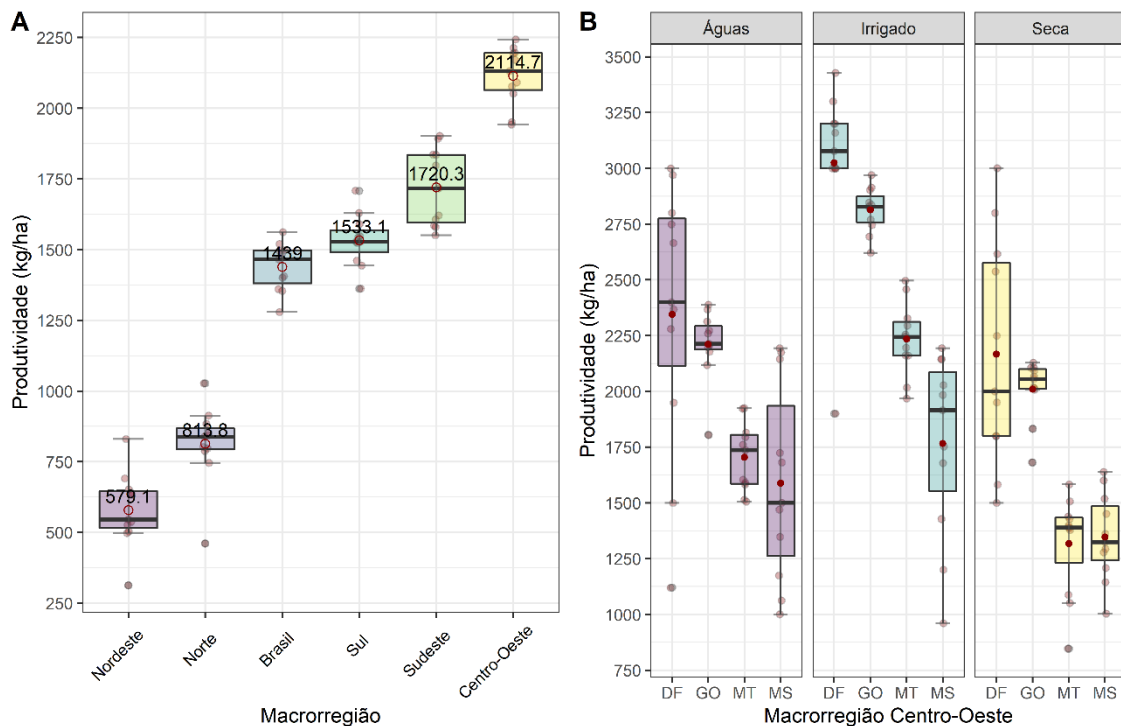 A
Produtividade (kg/ha)
2250
2000
1750
1500
1250
1000
750
500
250
579.1
813.8
1439
1533.1
1720.3
2114.7
Nordeste
Norte
Brasil
Sul
Sudeste
Centro-Oeste
Macrorregião
B
Águas
Irrigado
Seca
Produtividade (kg/ha)
3500
3250
3000
2750
2500
2250
2000
1750
1500
1250
1000
750
DF GO MT MS
DF GO MT MS
DF GO MT MS
Macrorregião Centro-Oeste